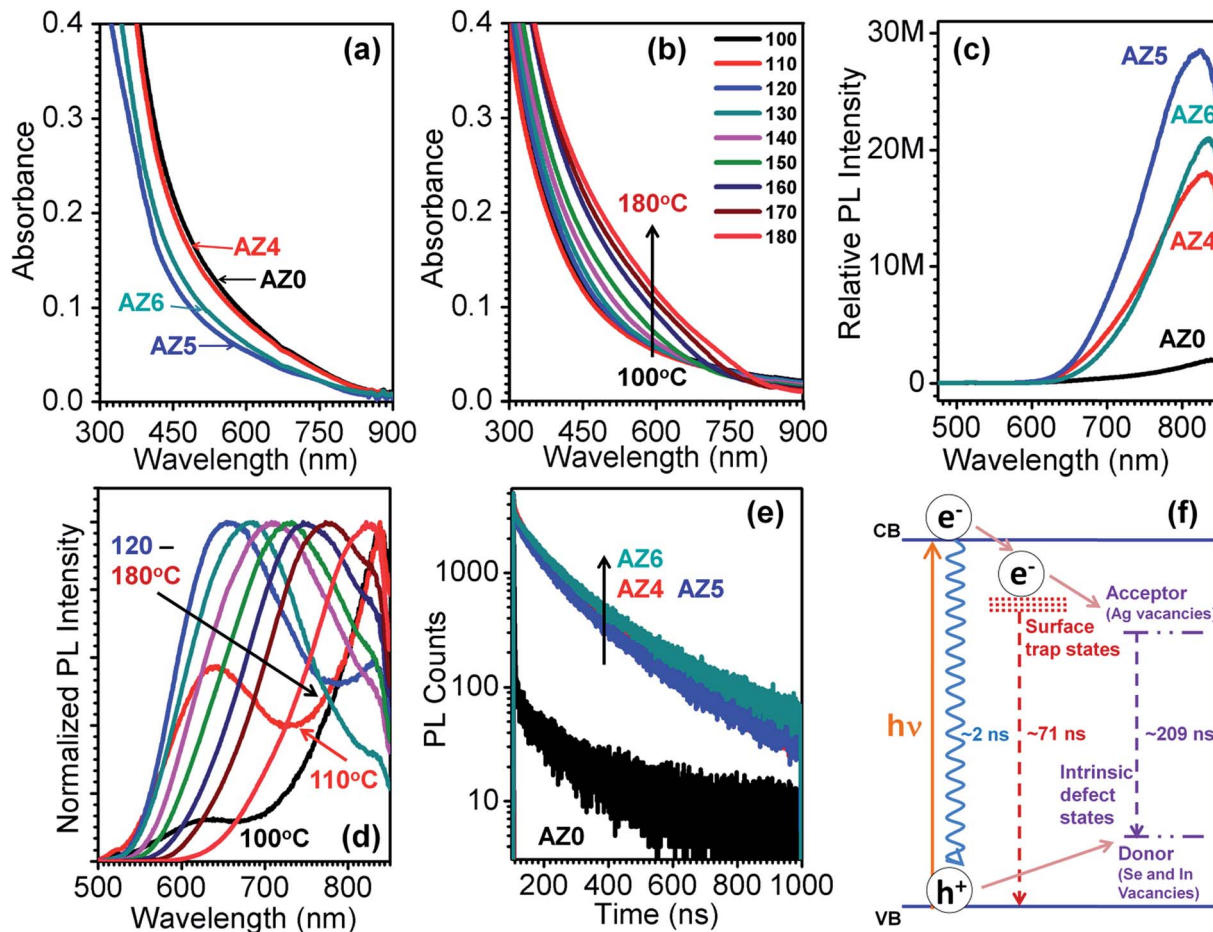 (a)
0.4
0.3
0.2
0.1
0.0
Absorbance
AZ4
AZ0
AZ6
AZ5
300 450 600 750 900
Wavelength (nm)
(b)
0.4
0.3
0.2
0.1
0.0
Absorbance
100
110
120
130
140
150
160
170
180
180°C
100°C
300 450 600 750 900
Wavelength (nm)
(c)
30M
20M
10M
0
Relative PL Intensity
AZ5
AZ6
AZ4
AZ0
500 600 700 800
Wavelength (nm)
Normalized PL Intensity
120 –
180°C
110°C
100°C
(d)
500 600 700 800
Wavelength (nm)
(e)
1000
100
10
PL Counts
AZ6
AZ4 AZ5
AZ0
200 400 600 800 1000
Time (ns)
(f)
e-
CB
e-
Acceptor
(Ag vacancies)
Surface
trap states
hν
~2 ns
~71 ns
~209 ns
Intrinsic
defect
states
Donor
(Se and In
Vacancies)
h+
VB